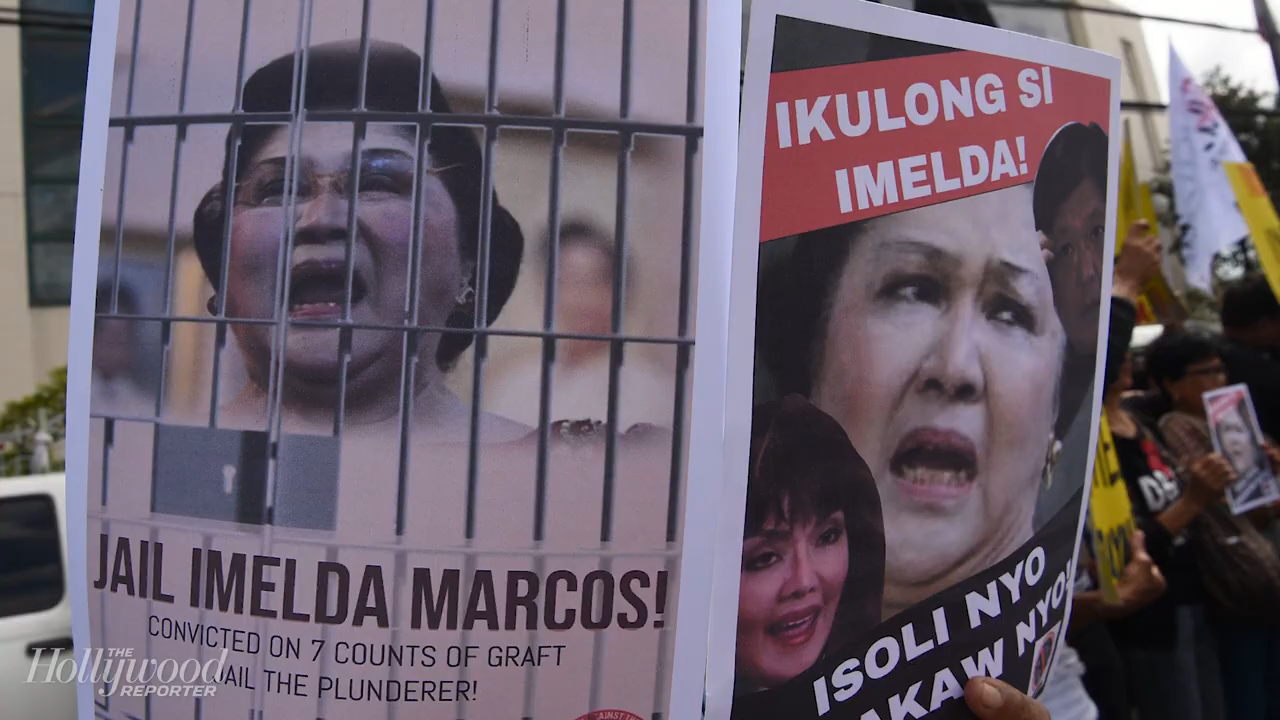 JAIL IMELDA MARCOS!
CONVICTED ON 7 COUNTS OF GRAFT
JAIL THE PLUNDERER!
IKULONG SI
IMELDA!
ISOLI NYO
NYO!
THE
Hollywood
REPORTER